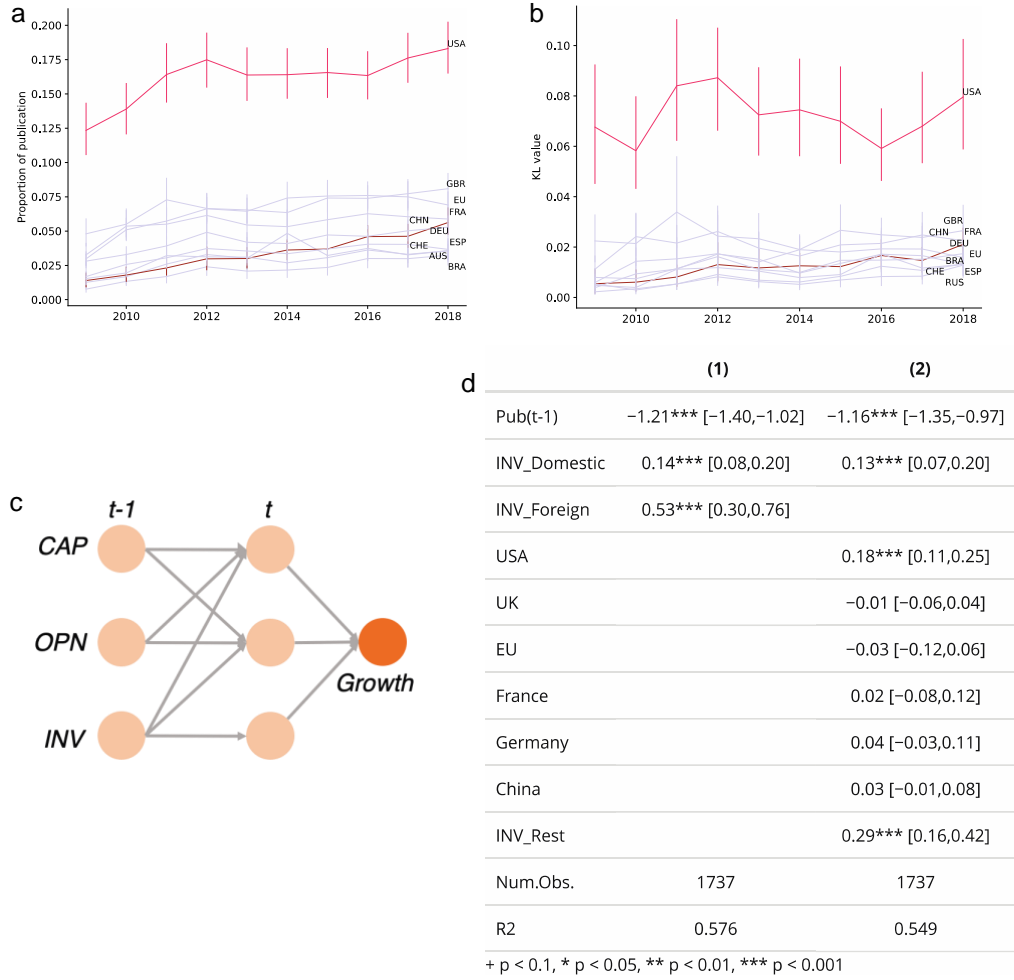 a
0.200
0.175
0.150
0.125
0.100
0.075
0.050
0.025
0.000
Proportion of publication
USA
GBR
EU
FRA
CHN
DEU
ESP
CHE
AUS
BRA
2010 2012 2014 2016 2018
b
0.10
0.08
0.06
0.04
0.02
0.00
KL value
USA
GBR
FRA
CHN
DEU
EU
BRA
CHE
ESP
RUS
2010 2012 2014 2016 2018
c
t-1 t
CAP
OPN
Growth
INV
d
(1) (2)
Pub(t-1) −1.21*** [−1.40,−1.02] −1.16*** [−1.35,−0.97]
INV_Domestic 0.14*** [0.08,0.20] 0.13*** [0.07,0.20]
INV_Foreign 0.53*** [0.30,0.76]
USA 0.18*** [0.11,0.25]
UK −0.01 [−0.06,0.04]
EU −0.03 [−0.12,0.06]
France 0.02 [−0.08,0.12]
Germany 0.04 [−0.03,0.11]
China 0.03 [−0.01,0.08]
INV_Rest 0.29*** [0.16,0.42]
Num.Obs. 1737 1737
R2 0.576 0.549
+ p < 0.1, * p < 0.05, ** p < 0.01, *** p < 0.001